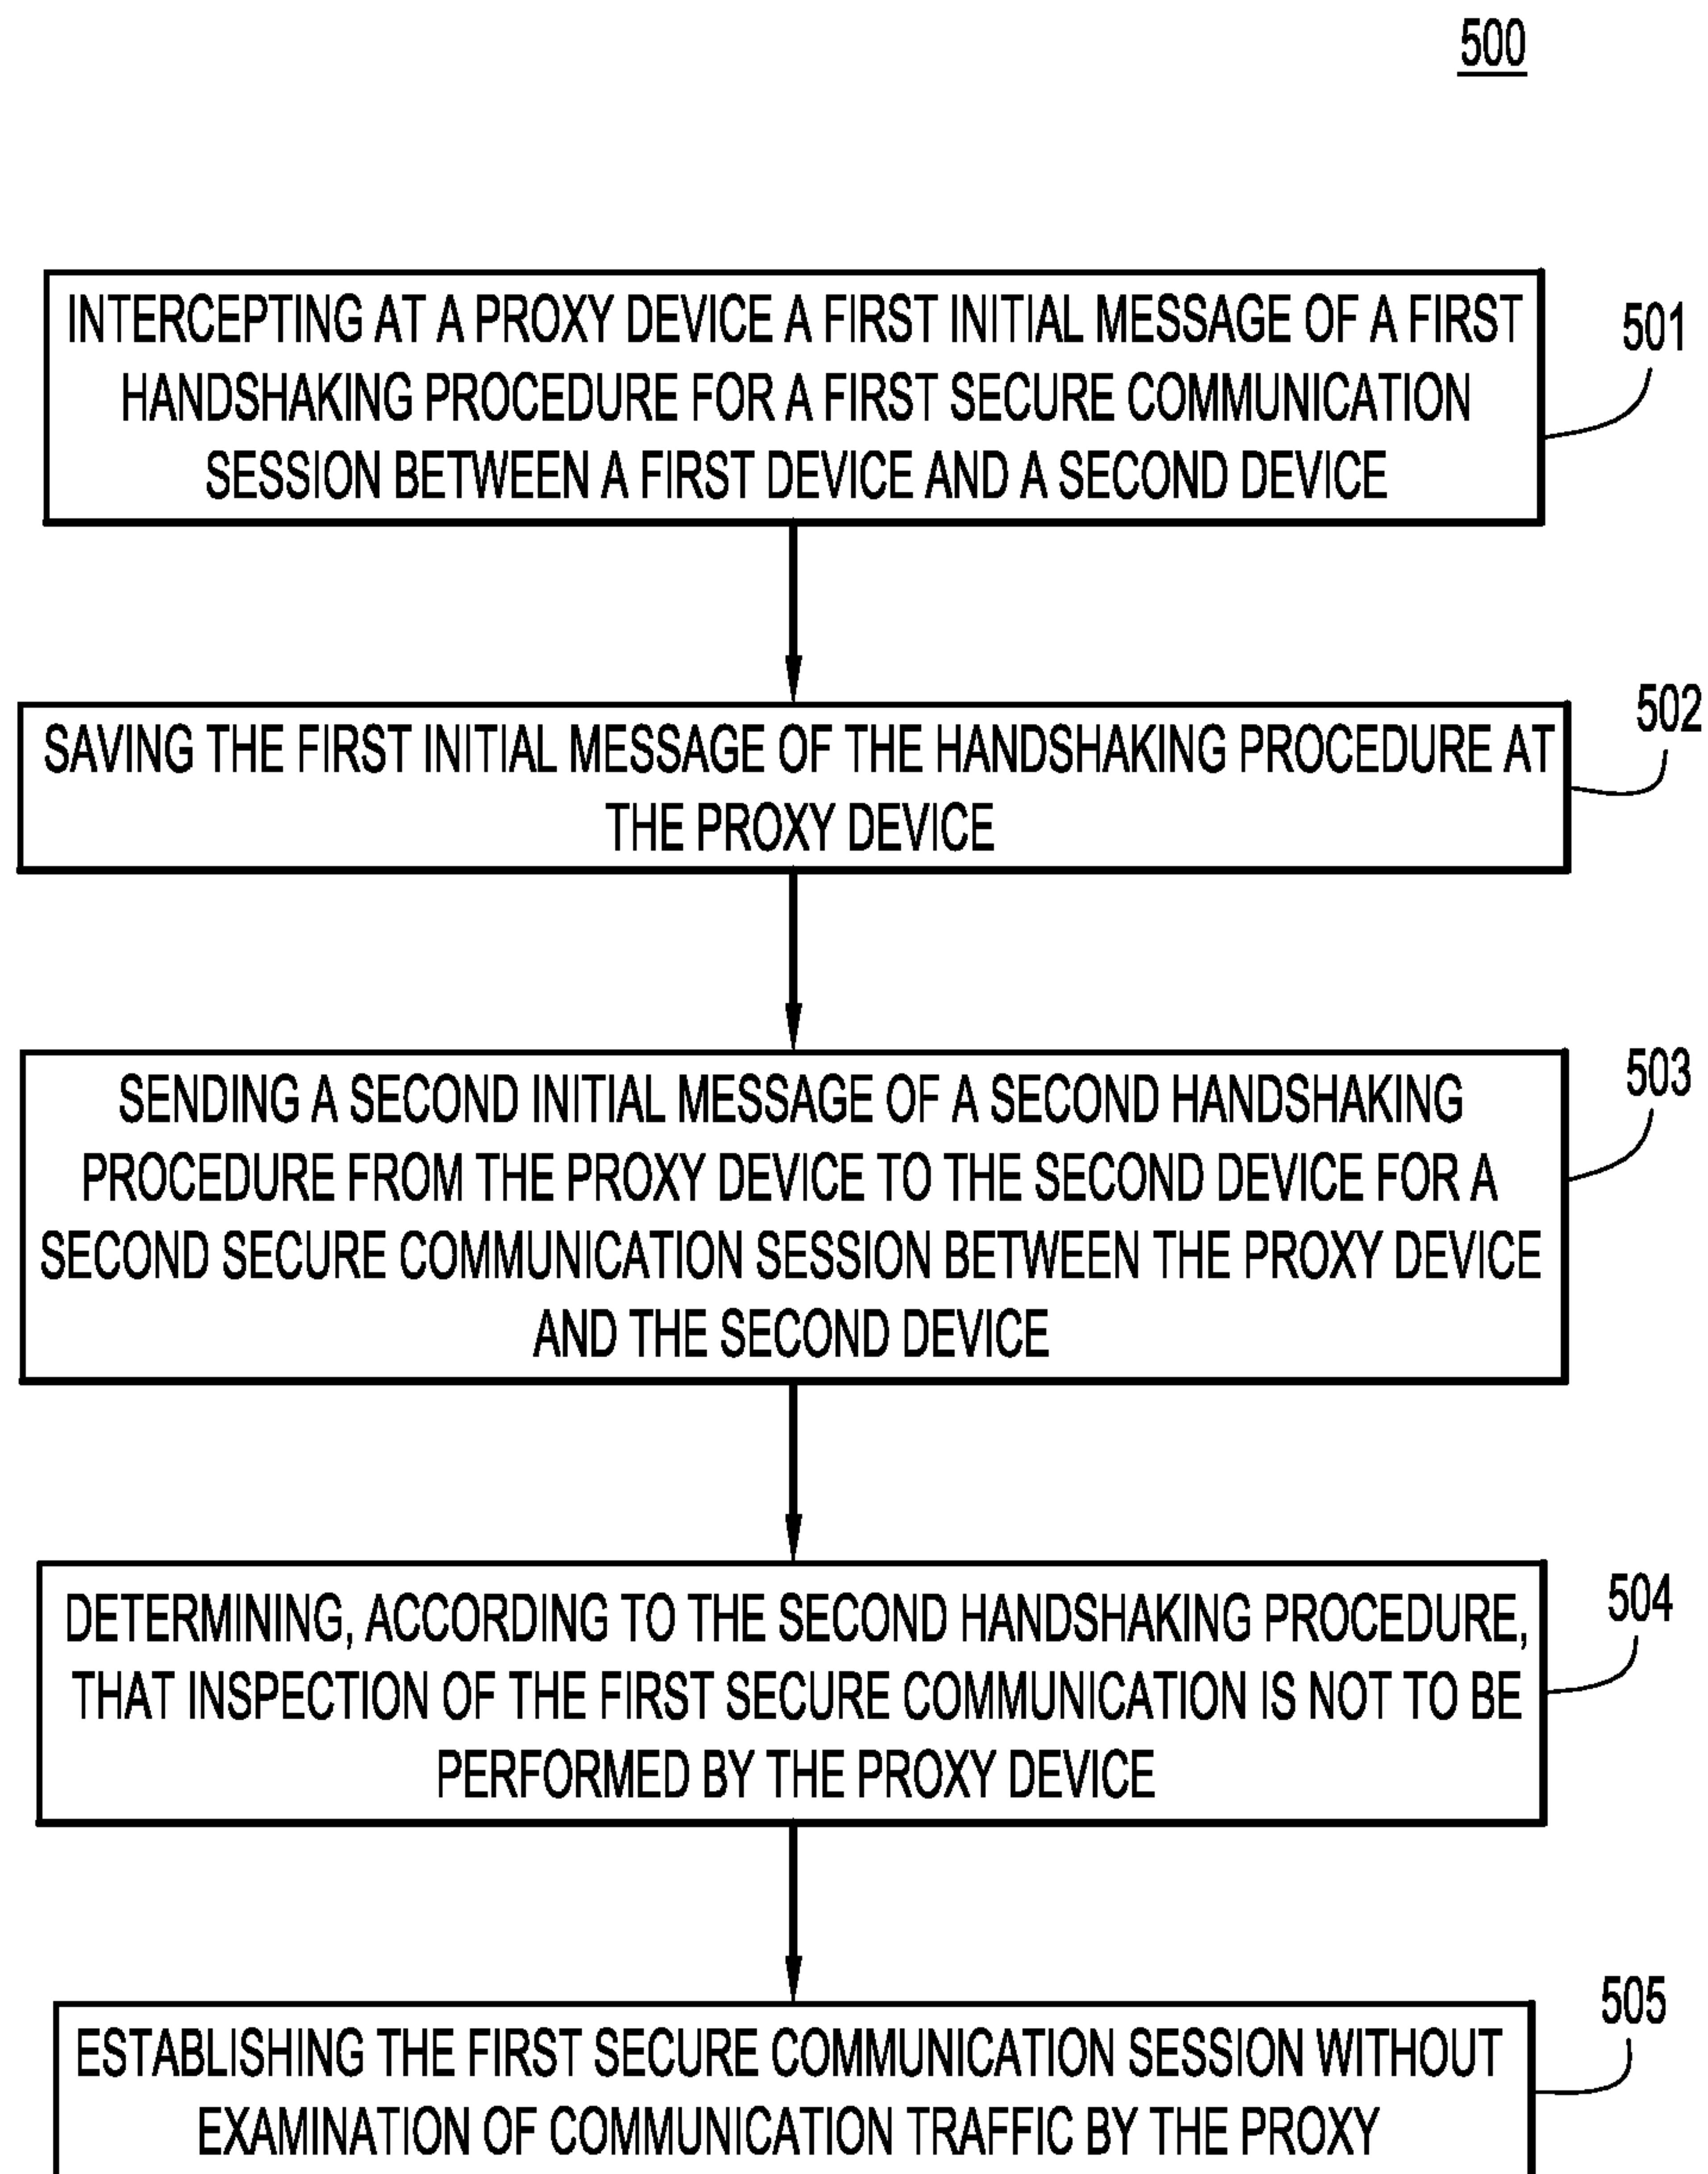 500
INTERCEPTING AT A PROXY DEVICE A FIRST INITIAL MESSAGE OF A FIRST
HANDSHAKING PROCEDURE FOR A FIRST SECURE COMMUNICATION
SESSION BETWEEN A FIRST DEVICE AND A SECOND DEVICE
501
SAVING THE FIRST INITIAL MESSAGE OF THE HANDSHAKING PROCEDURE AT
THE PROXY DEVICE
502
SENDING A SECOND INITIAL MESSAGE OF A SECOND HANDSHAKING
PROCEDURE FROM THE PROXY DEVICE TO THE SECOND DEVICE FOR A
SECOND SECURE COMMUNICATION SESSION BETWEEN THE PROXY DEVICE
AND THE SECOND DEVICE
503
DETERMINING, ACCORDING TO THE SECOND HANDSHAKING PROCEDURE,
THAT INSPECTION OF THE FIRST SECURE COMMUNICATION IS NOT TO BE
PERFORMED BY THE PROXY DEVICE
504
ESTABLISHING THE FIRST SECURE COMMUNICATION SESSION WITHOUT
EXAMINATION OF COMMUNICATION TRAFFIC BY THE PROXY
505